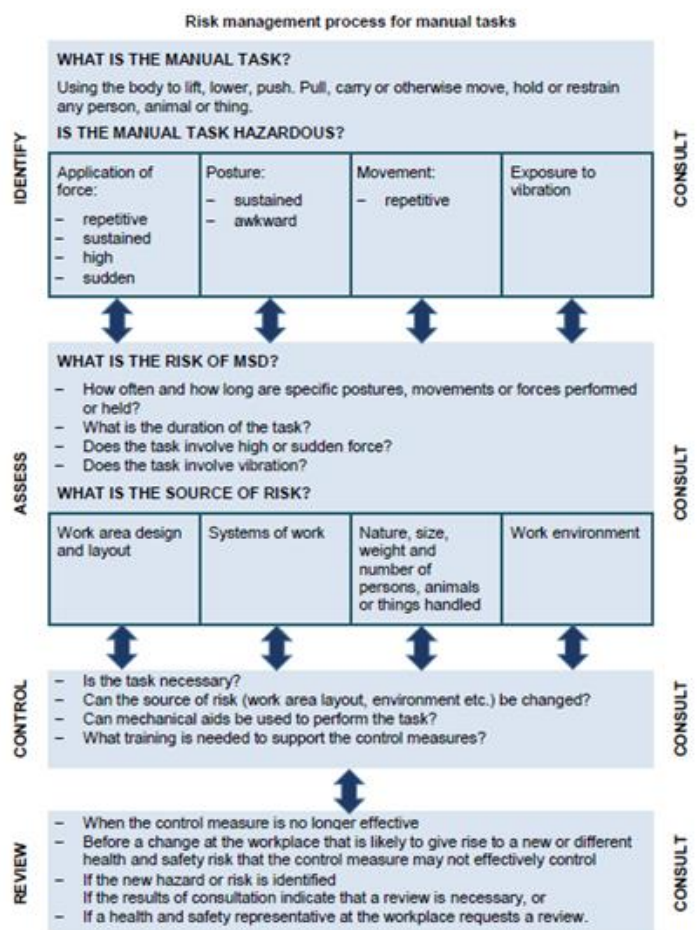 Risk management process for manual tasks
IDENTIFY
CONSULT
WHAT IS THE MANUAL TASK?
Using the body to lift, lower, push. Pull, carry or otherwise move, hold or restrain
any person, animal or thing.
IS THE MANUAL TASK HAZARDOUS?
Application of
force:
– repetitive
– sustained
– high
– sudden
Posture:
– sustained
– awkward
Movement:
– repetitive
Exposure to
vibration
ASSESS
CONSULT
WHAT IS THE RISK OF MSD?
– How often and how long are specific postures, movements or forces performed
or held?
– What is the duration of the task?
– Does the task involve high or sudden force?
– Does the task involve vibration?
WHAT IS THE SOURCE OF RISK?
Work area design
and layout
Systems of work
Nature, size,
weight and
number of
persons, animals
or things handled
Work environment
CONTROL
CONSULT
– Is the task necessary?
– Can the source of risk (work area layout, environment etc.) be changed?
– Can mechanical aids be used to perform the task?
– What training is needed to support the control measures?
REVIEW
CONSULT
– When the control measure is no longer effective
– Before a change at the workplace that is likely to give rise to a new or different
health and safety risk that the control measure may not effectively control
– If the new hazard or risk is identified
If the results of consultation indicate that a review is necessary, or
– If a health and safety representative at the workplace requests a review.